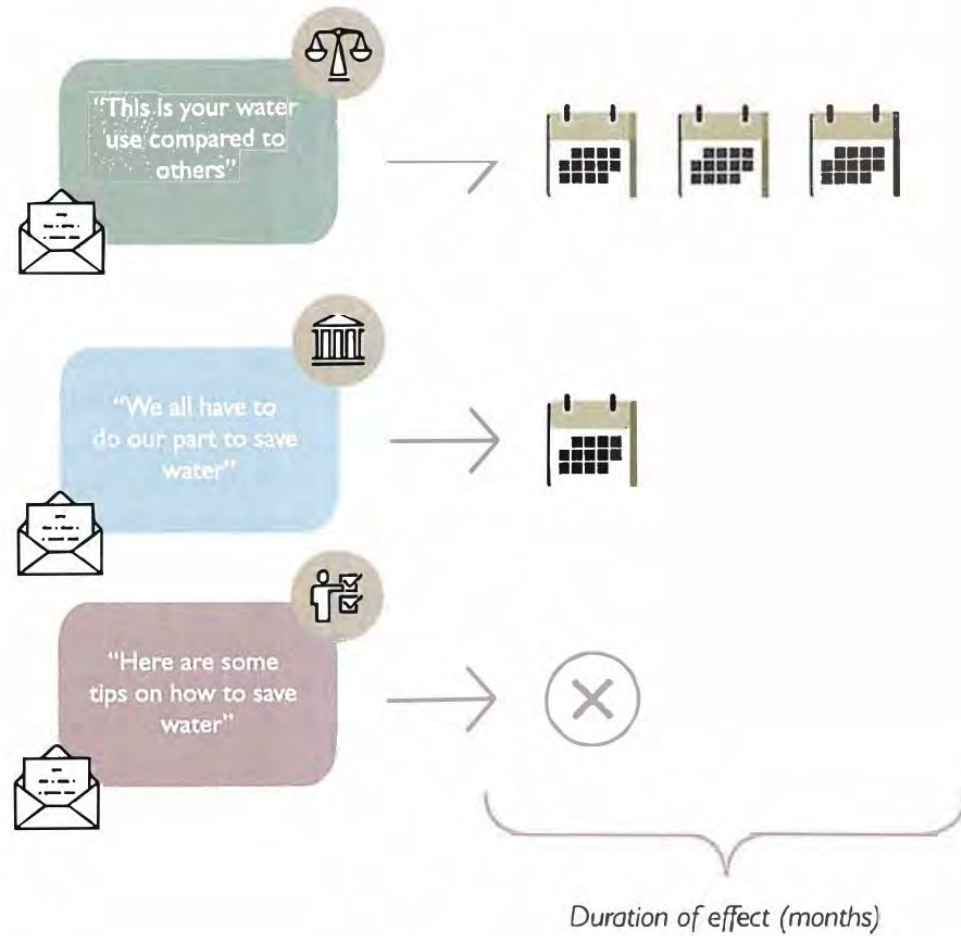 "This is your water
use compared to
others"
"We all have to
do our part to save
water"
"Here are some
tips on how to save
water"
Duration of effect (months)